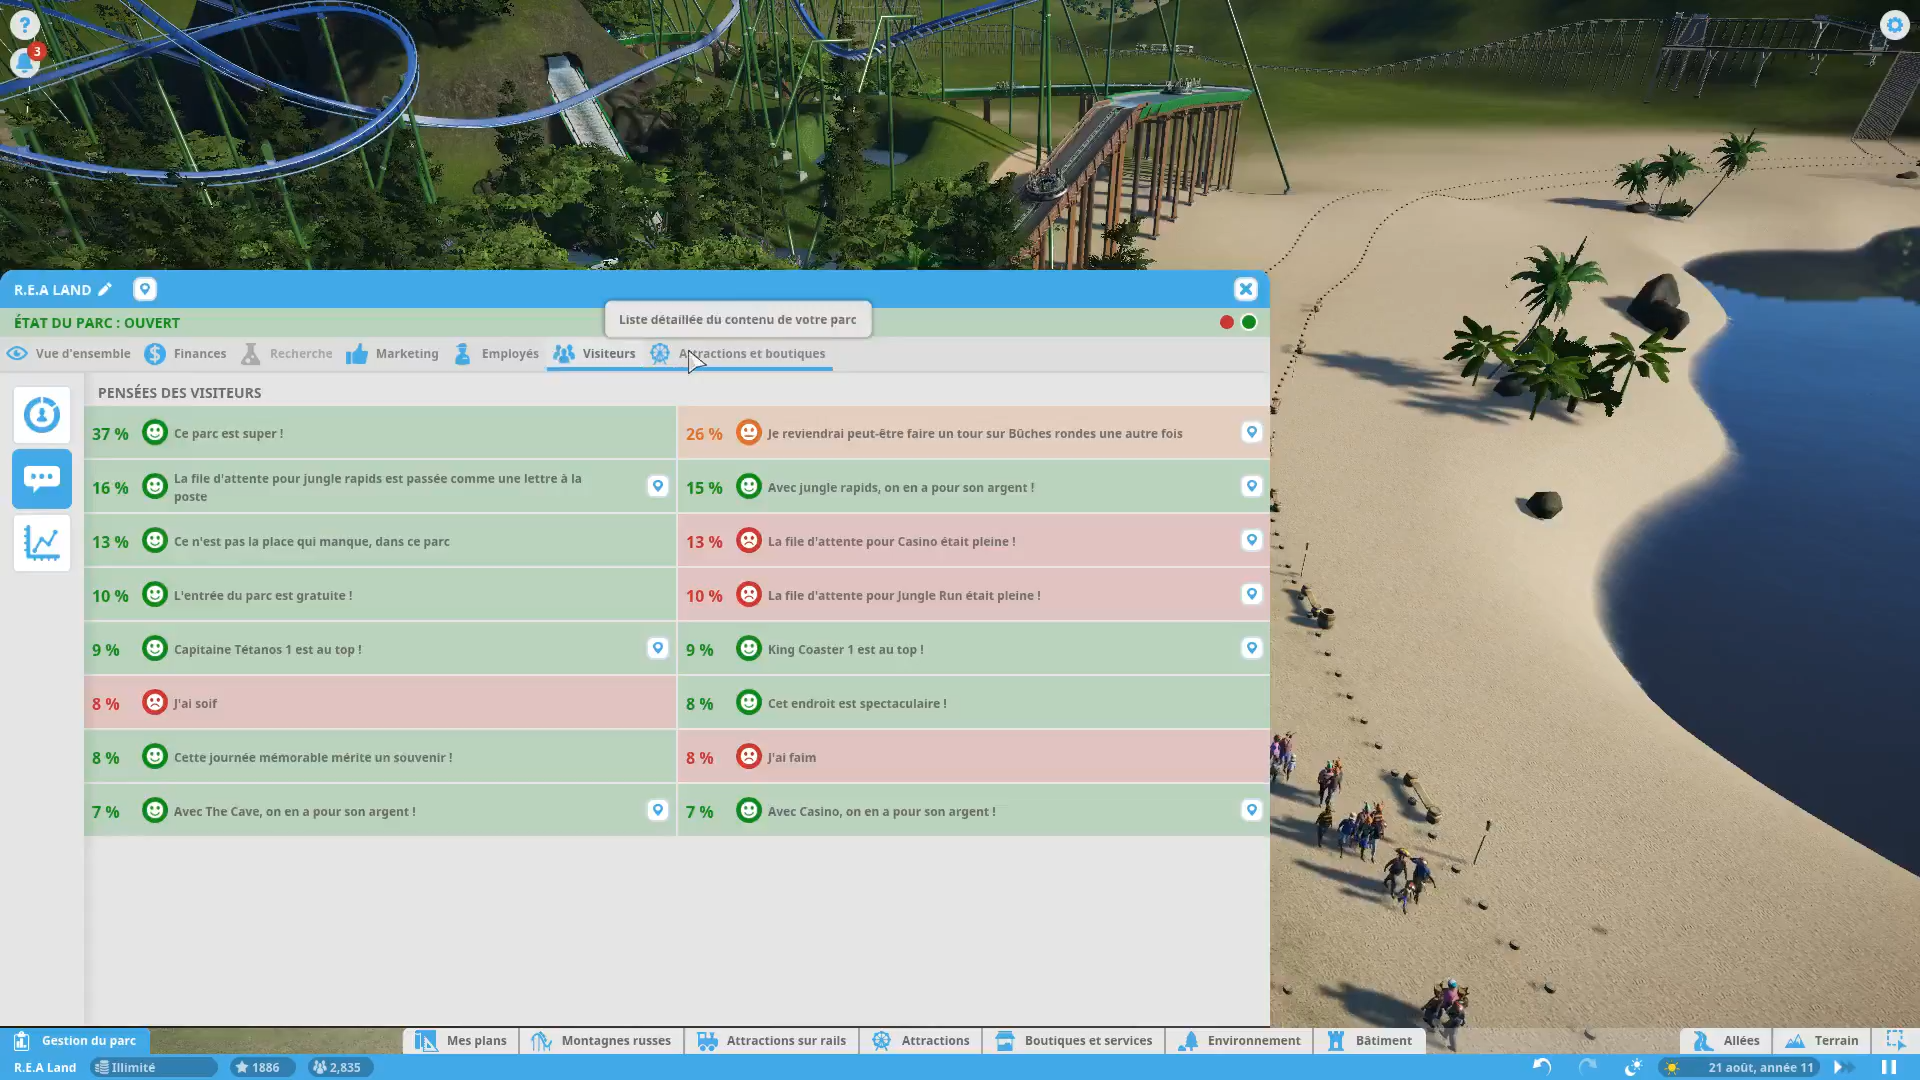 3
R.E.A LAND
ÉTAT DU PARC : OUVERT
Liste détaillée du contenu de votre parc
Vue d'ensemble
Finances
Recherche
Marketing
Employés
Visiteurs
Attractions et boutiques
PENSÉES DES VISITEURS
37 % Ce parc est super !
26 % Je reviendrai peut-être faire un tour sur Bûches rondes une autre fois
16 % La file d'attente pour jungle rapids est passée comme une lettre à la
poste
15 % Avec jungle rapids, on en a pour son argent !
13 % Ce n'est pas la place qui manque, dans ce parc
13 % La file d'attente pour Casino était pleine !
10 % L'entrée du parc est gratuite !
10 % La file d'attente pour Jungle Run était pleine !
9 % Capitaine Tétanos 1 est au top !
9 % King Coaster 1 est au top !
8 % J'ai soif
8 % Cet endroit est spectaculaire !
8 % Cette journée mémorable mérite un souvenir !
8 % J'ai faim
7 % Avec The Cave, on en a pour son argent !
7 % Avec Casino, on en a pour son argent !
Gestion du parc
Mes plans
Montagnes russes
Attractions sur rails
Attractions
Boutiques et services
Environnement
Bâtiment
Allées
Terrain
R.E.A Land
Illimité
1886
2,835
21 août, année 11